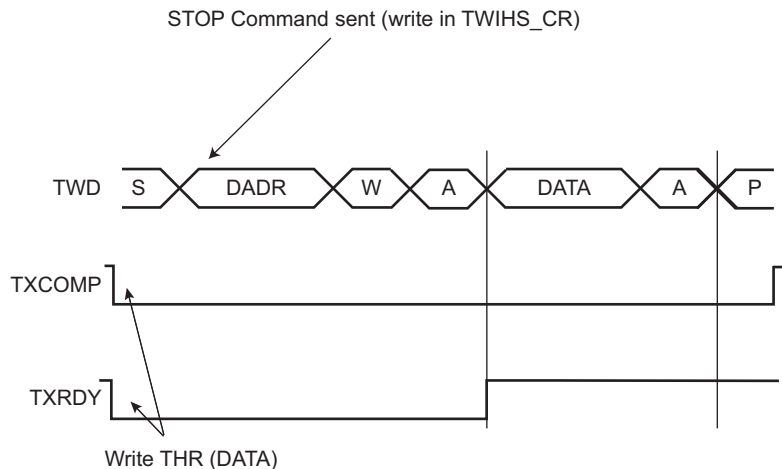 STOP Command sent (write in TWIHS_CR)
TWD S DADR W A DATA A P
TXCOMP
TXRDY
Write THR (DATA)